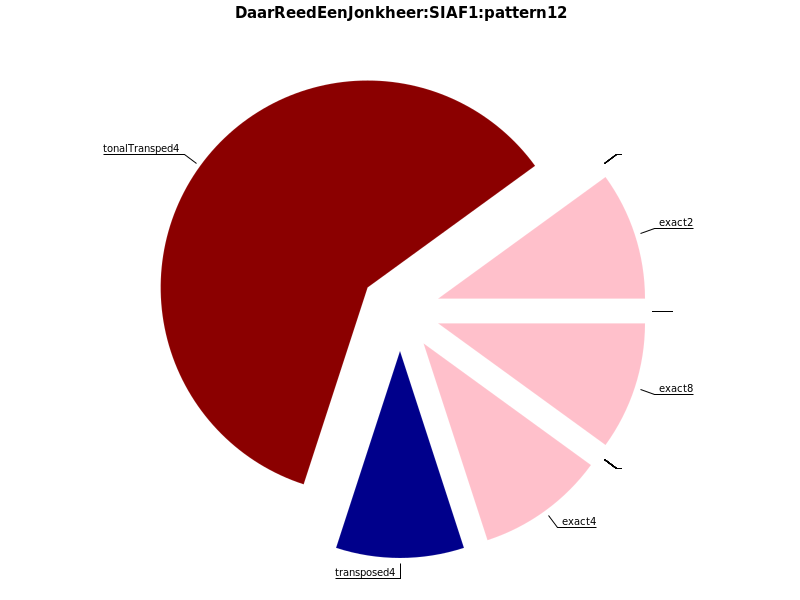 DaarReedEenJonkheer:SIAF1:pattern12
tonalTransped4
exact2
exact8
exact4
transposed4